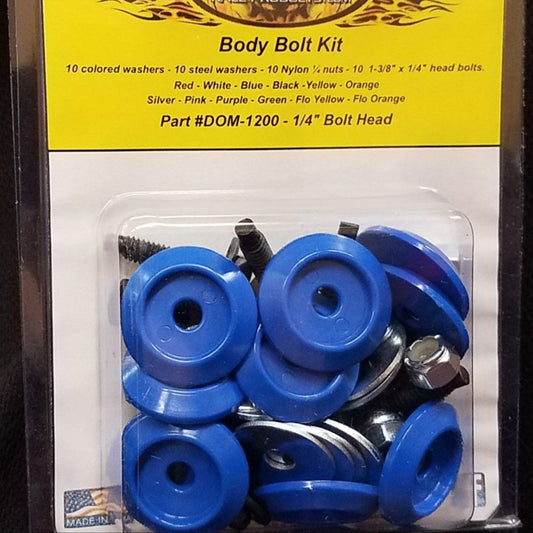 Body Bolt Kit
10 colored washers - 10 steel washers - 10 Nylon ¼ nuts - 10 1-3/8" x 1/4" head bolts.
Red - White - Blue - Black -Yellow - Orange
Silver - Pink - Purple - Green - Flo Yellow - Flo Orange
Part #DOM-1200 - 1/4" Bolt Head
MADE IN